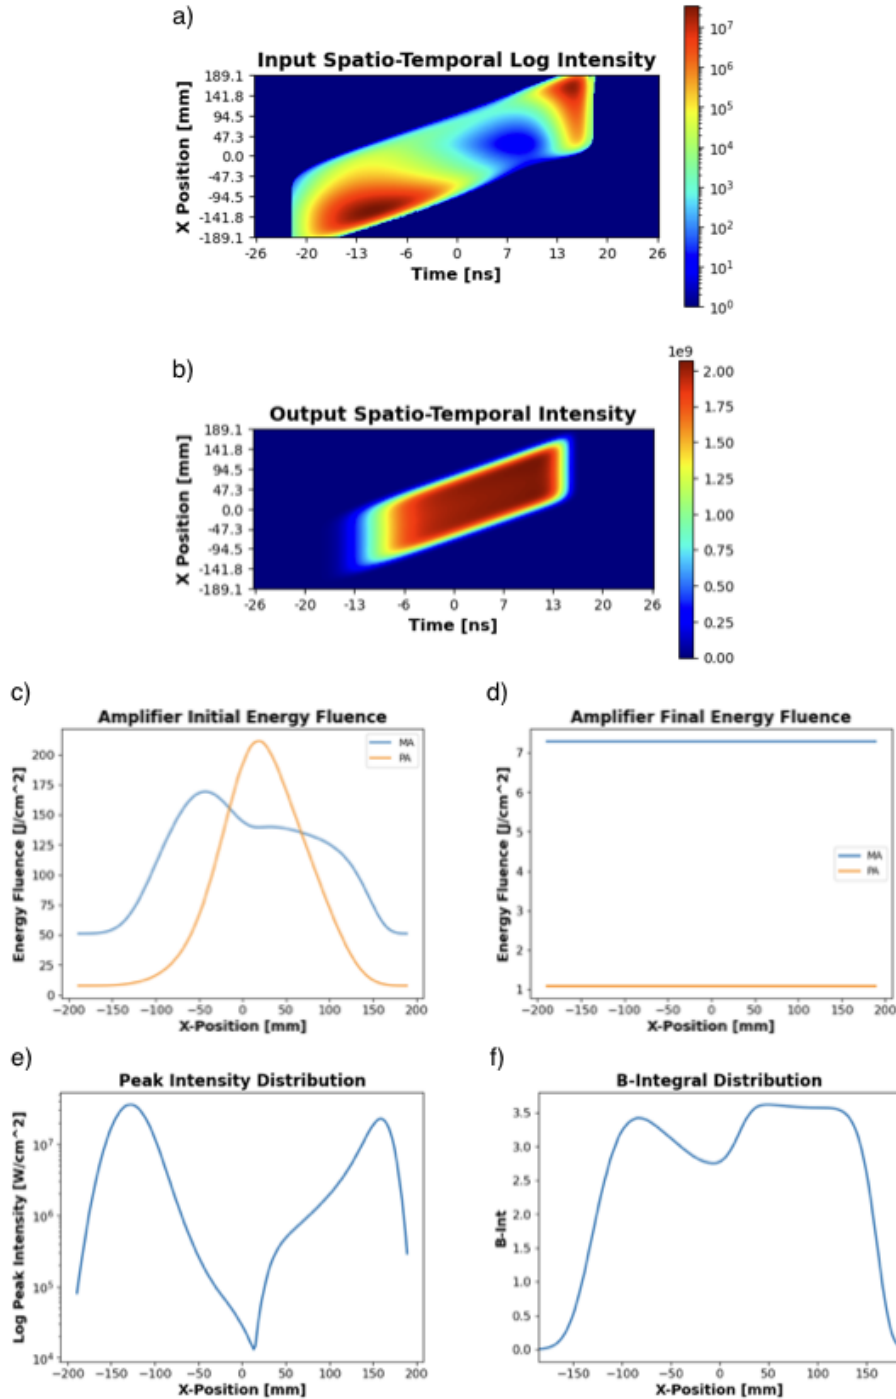 a)
Input Spatio-Temporal Log Intensity
X Position [mm]
189.1
141.8
94.5
47.3
0.0
-47.3
-94.5
-141.8
-189.1
-26 -20 -13 -6 0 7 13 20 26
Time [ns]
10^7
10^6
10^5
10^4
10^3
10^2
10^1
10^0
b)
Output Spatio-Temporal Intensity
X Position [mm]
189.1
141.8
94.5
47.3
0.0
-47.3
-94.5
-141.8
-189.1
-26 -20 -13 -6 0 7 13 20 26
Time [ns]
1e9
2.00
1.75
1.50
1.25
1.00
0.75
0.50
0.25
0.00
c)
Amplifier Initial Energy Fluence
Energy Fluence [J/cm^2]
200
175
150
125
100
75
50
25
0
MA
PA
−200 −150 −100 −50 0 50 100 150 200
X-Position [mm]
d)
Amplifier Final Energy Fluence
Energy Fluence [J/cm^2]
7
6
5
4
3
2
1
MA
PA
−200 −150 −100 −50 0 50 100 150 200
X-Position [mm]
e)
Peak Intensity Distribution
Log Peak Intensity [W/cm^2]
10^7
10^6
10^5
10^4
−200 −150 −100 −50 0 50 100 150 200
X-Position [mm]
f)
B-Integral Distribution
B-Int
3.5
3.0
2.5
2.0
1.5
1.0
0.5
0.0
−150 −100 −50 0 50 100 150
X-Position [mm]